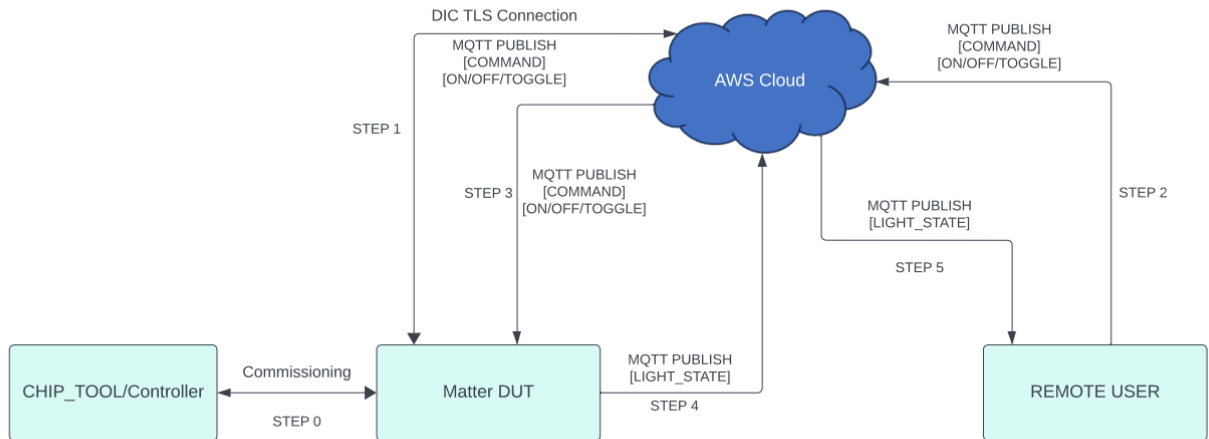 DIC TLS Connection
MQTT PUBLISH
[COMMAND]
[ON/OFF/TOGGLE]
STEP 1
AWS Cloud
MQTT PUBLISH
[COMMAND]
[ON/OFF/TOGGLE]
STEP 2
STEP 3
MQTT PUBLISH
[COMMAND]
[ON/OFF/TOGGLE]
MQTT PUBLISH
[LIGHT_STATE]
STEP 5
CHIP_TOOL/Controller
Commissioning
STEP 0
Matter DUT
MQTT PUBLISH
[LIGHT_STATE]
STEP 4
REMOTE USER